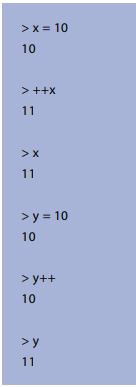 > x = 10
10
> ++x
11
> x
11
> y = 10
10
> y++
10
> y
11